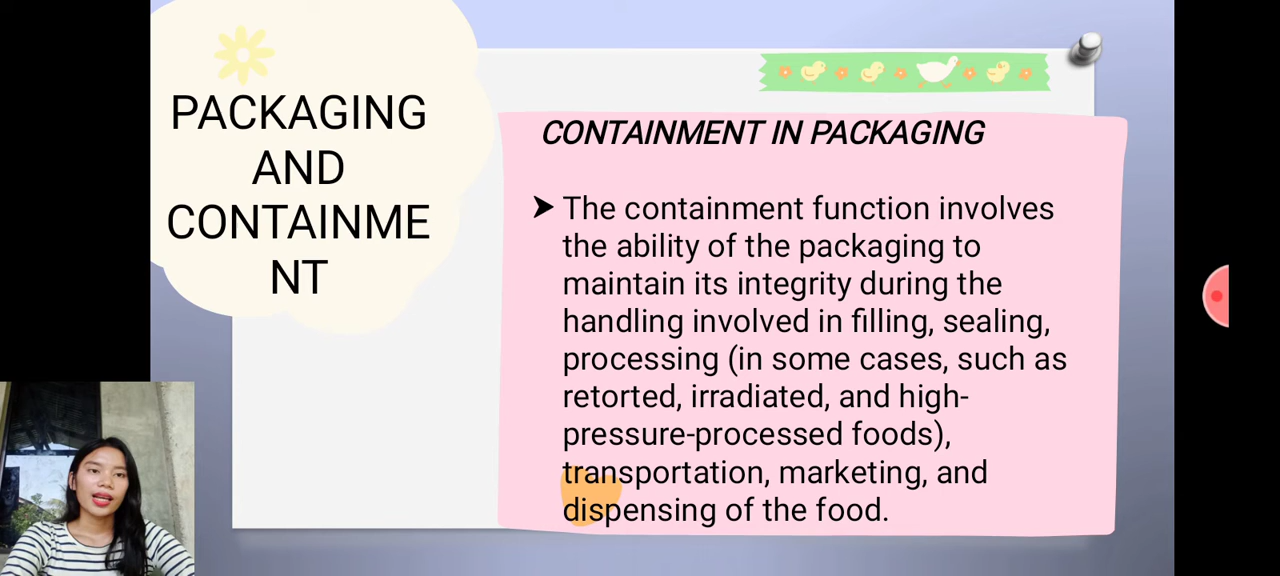 PACKAGING
AND
CONTAINME
NT
CONTAINMENT IN PACKAGING
➤ The containment function involves
the ability of the packaging to
maintain its integrity during the
handling involved in filling, sealing,
processing (in some cases, such as
retorted, irradiated, and high-
pressure-processed foods),
transportation, marketing, and
dispensing of the food.